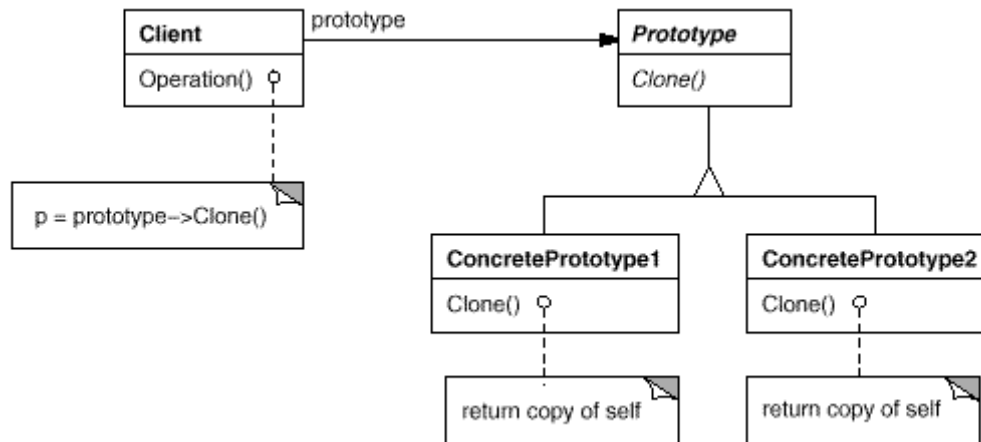 Client
prototype
Prototype
Operation()
Clone()
p = prototype−>Clone()
ConcretePrototype1
ConcretePrototype2
Clone()
Clone()
return copy of self
return copy of self